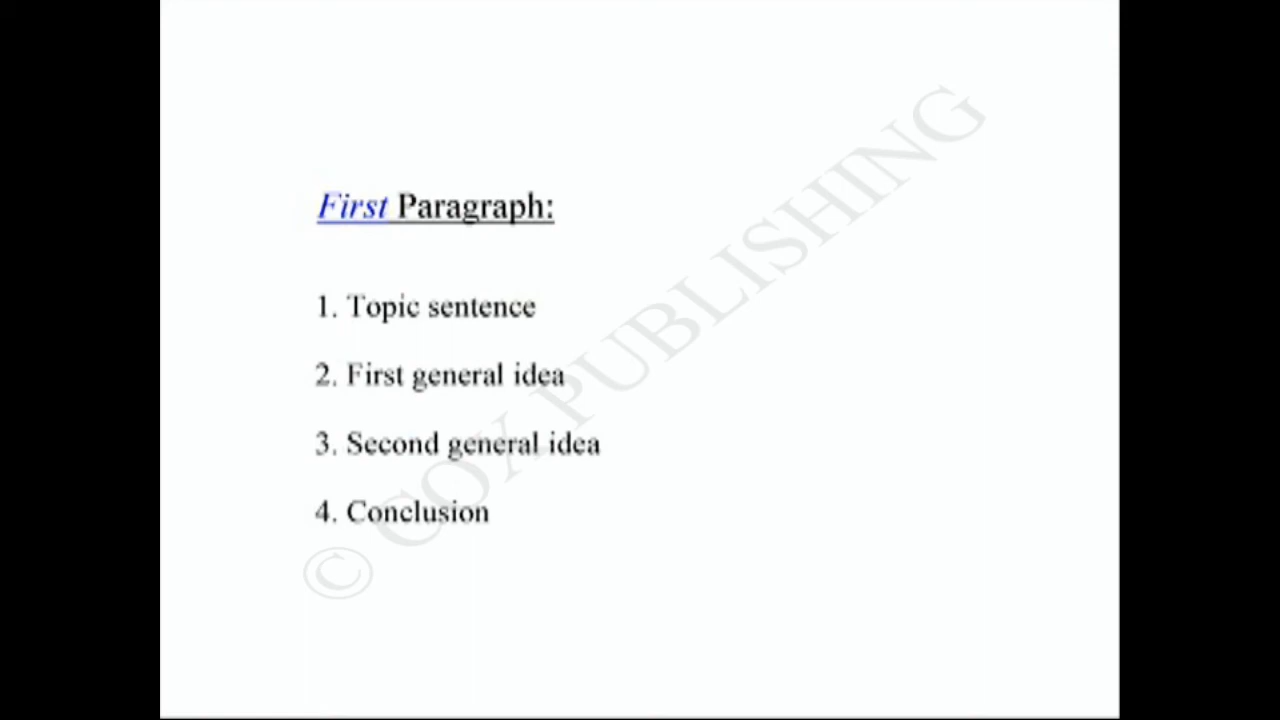 First Paragraph:
1. Topic sentence
2. First general idea
3. Second general idea
4. Conclusion
© COX PUBLISHING